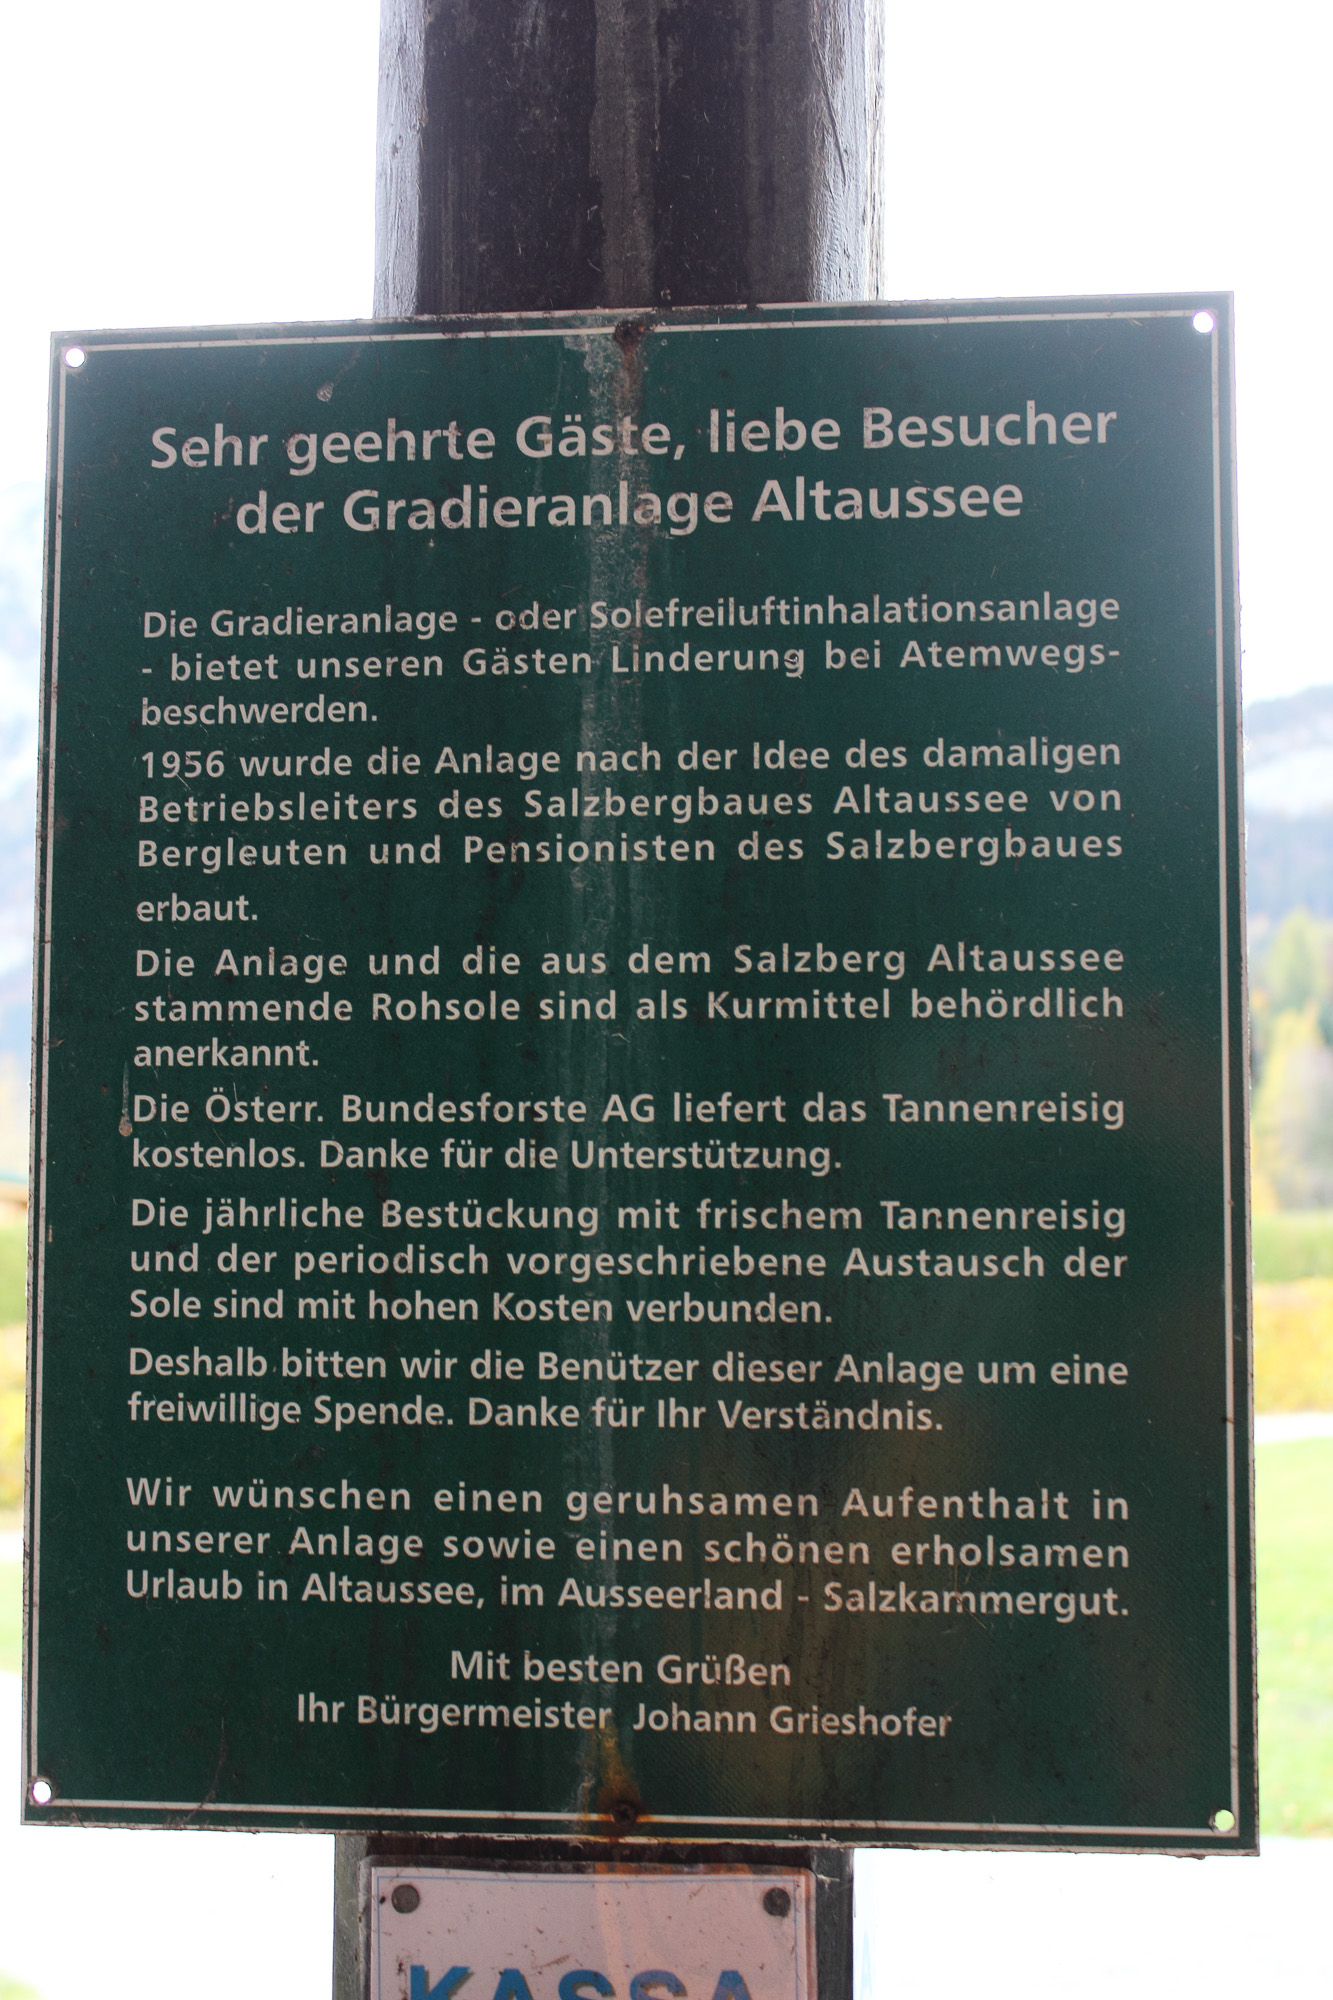 Sehr geehrte Gäste, liebe Besucher
der Gradieranlage Altaussee
Die Gradieranlage - oder Solefreiluftinhalationsanlage
- bietet unseren Gästen Linderung bei Atemwegs-
beschwerden.
1956 wurde die Anlage nach der Idee des damaligen
Betriebsleiters des Salzbergbaues Altaussee von
Bergleuten und Pensionisten des Salzbergbaues
erbaut.
Die Anlage und die aus dem Salzberg Altaussee
stammende Rohsole sind als Kurmittel behördlich
anerkannt.
Die Österr. Bundesforste AG liefert das Tannenreisig
kostenlos. Danke für die Unterstützung.
Die jährliche Bestückung mit frischem Tannenreisig
und der periodisch vorgeschriebene Austausch der
Sole sind mit hohen Kosten verbunden.
Deshalb bitten wir die Benützer dieser Anlage um eine
freiwillige Spende. Danke für Ihr Verständnis.
Wir wünschen einen geruhsamen Aufenthalt in
unserer Anlage sowie einen schönen erholsamen
Urlaub in Altaussee, im Ausseerland - Salzkammergut.
Mit besten Grüßen
Ihr Bürgermeister Johann Grieshofer
KASSA